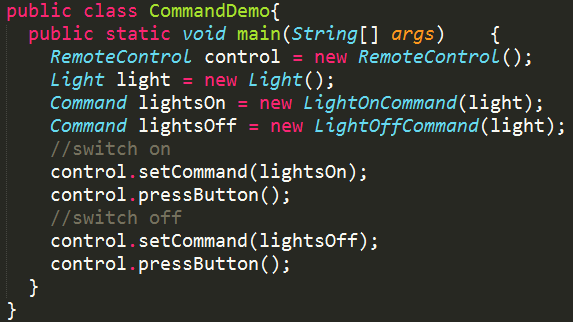 public class CommandDemo{
public static void main(String[] args)    {
RemoteControl control = new RemoteControl();
Light light = new Light();
Command lightsOn = new LightOnCommand(light);
Command lightsOff = new LightOffCommand(light);
//switch on
control.setCommand(lightsOn);
control.pressButton();
//switch off
control.setCommand(lightsOff);
control.pressButton();
}
}